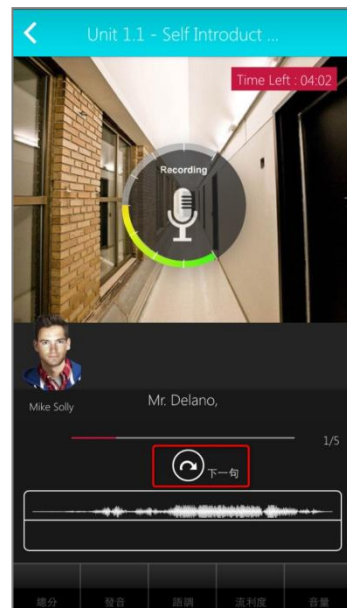 Unit 1.1 - Self Introduct ...
Time Left : 04:02
Recording
Mike Solly
Mr. Delano,
1/5
下一句
總分 發音 語調 流利度 音量